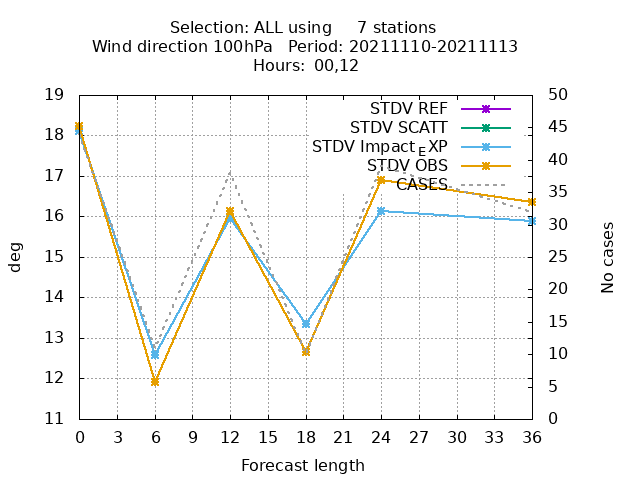 Selection: ALL using 7 stations
Wind direction 100hPa Period: 20211110-20211113
Hours: 00,12
19
18
17
16
15
14
13
12
11
deg
50
45
40
35
30
25
20
15
10
5
0
No cases
STDV REF
STDV SCATT
STDV Impact_EXP
STDV OBS
CASES
0 3 6 9 12 15 18 21 24 27 30 33 36
Forecast length